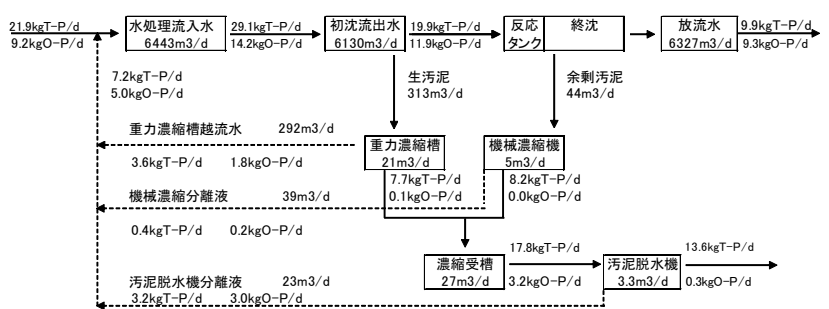 21.9kgT-P/d
9.2kgO-P/d
水処理流入水
6443m3/d
29.1kgT-P/d
14.2kgO-P/d
初沈流出水
6130m3/d
19.9kgT-P/d
11.9kgO-P/d
反応
タンク
終沈
放流水
6327m3/d
9.9kgT-P/d
9.3kgO-P/d
7.2kgT-P/d
5.0kgO-P/d
生汚泥
313m3/d
余剰汚泥
44m3/d
重力濃縮槽越流水 292m3/d
3.6kgT-P/d 1.8kgO-P/d
重力濃縮槽
21m3/d
機械濃縮機
5m3/d
7.7kgT-P/d
0.1kgO-P/d
8.2kgT-P/d
0.0kgO-P/d
機械濃縮分離液 39m3/d
0.4kgT-P/d 0.2kgO-P/d
濃縮受槽
27m3/d
17.8kgT-P/d
3.2kgO-P/d
汚泥脱水機
3.3m3/d
13.6kgT-P/d
0.3kgO-P/d
汚泥脱水機分離液 23m3/d
3.2kgT-P/d 3.0kgO-P/d